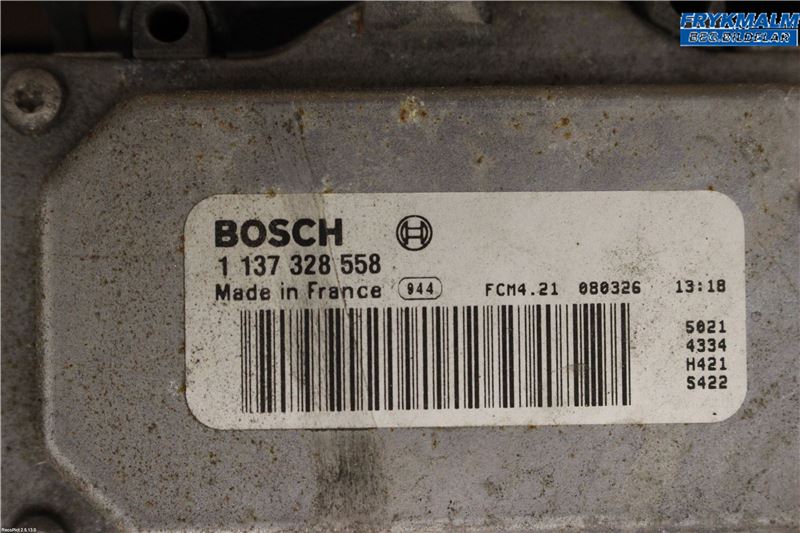 FRYKMALM
BEG.BILDELAR
BOSCH
1 137 328 558
Made in France 944 FCM4.21 080326 13:18
5021
4334
H421
S422